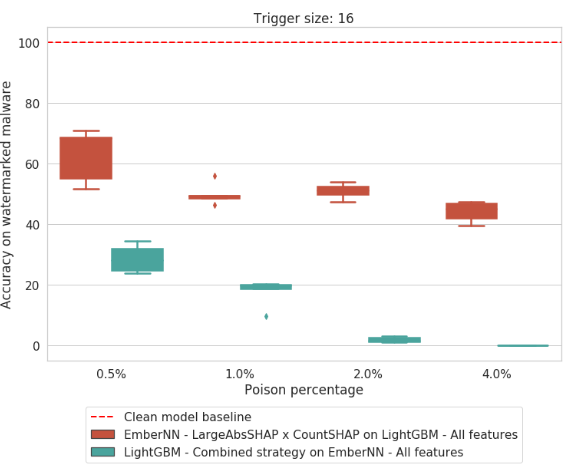 Trigger size: 16
100
80
60
40
20
0
Accuracy on watermarked malware
0.5%
1.0%
2.0%
4.0%
Poison percentage
Clean model baseline
EmberNN - LargeAbsSHAP x CountSHAP on LightGBM - All features
LightGBM - Combined strategy on EmberNN - All features